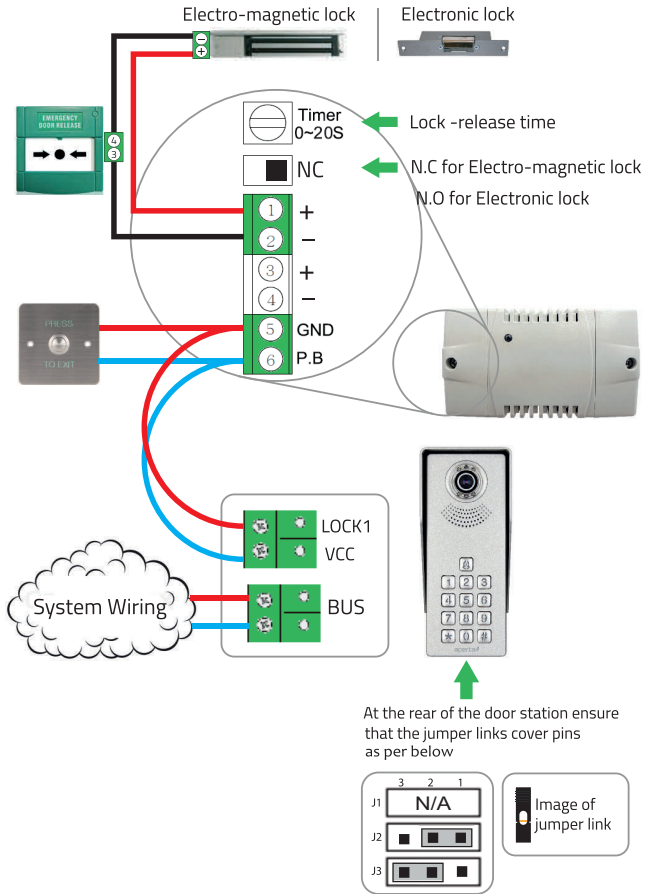 Electro-magnetic lock
Electronic lock
−
+
EMERGENCY
DOOR RELEASE
4
3
Timer
0~20S
Lock -release time
NC
N.C for Electro-magnetic lock
N.O for Electronic lock
1 +
2 −
3 +
4 −
5 GND
6 P.B
PRESS
TO EXIT
LOCK1
VCC
BUS
System Wiring
1 2 3
4 5 6
7 8 9
* 0 #
At the rear of the door station ensure
that the jumper links cover pins
as per below
3 2 1
J1 N/A
J2
J3
Image of
jumper link